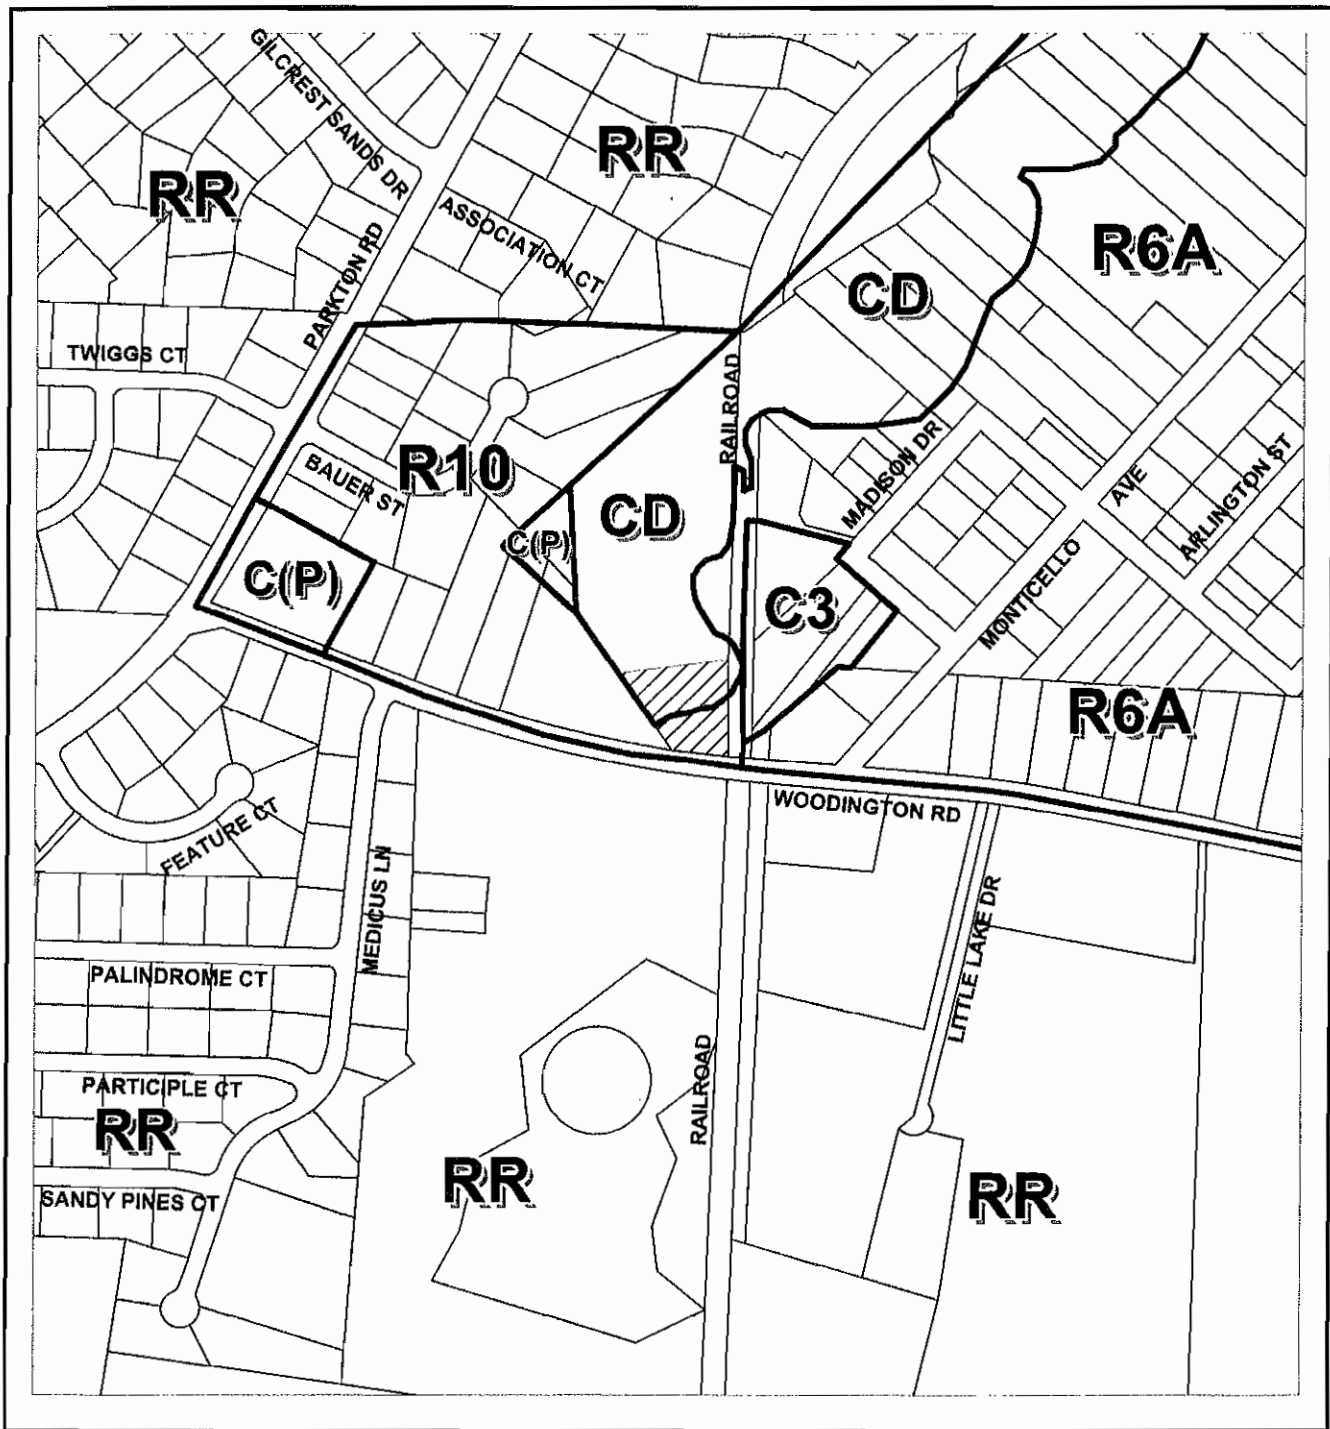 GILCREST SANDS DR
RR
RR
ASSOCIATION CT
PARKTON RD
R6A
CD
TWIGGS CT
RAILROAD
BAUER ST
R10
MADISON DR
AVE
ARLINGTON ST
CD
C(P)
C(P)
C3
MONTICELLO
R6A
WOODINGTON RD
FEATURE CT
MEDICUS LN
LITTLE LAKE DR
PALINDROME CT
RAILROAD
PARTICIPLE CT
RR
RR
RR
SANDY PINES CT